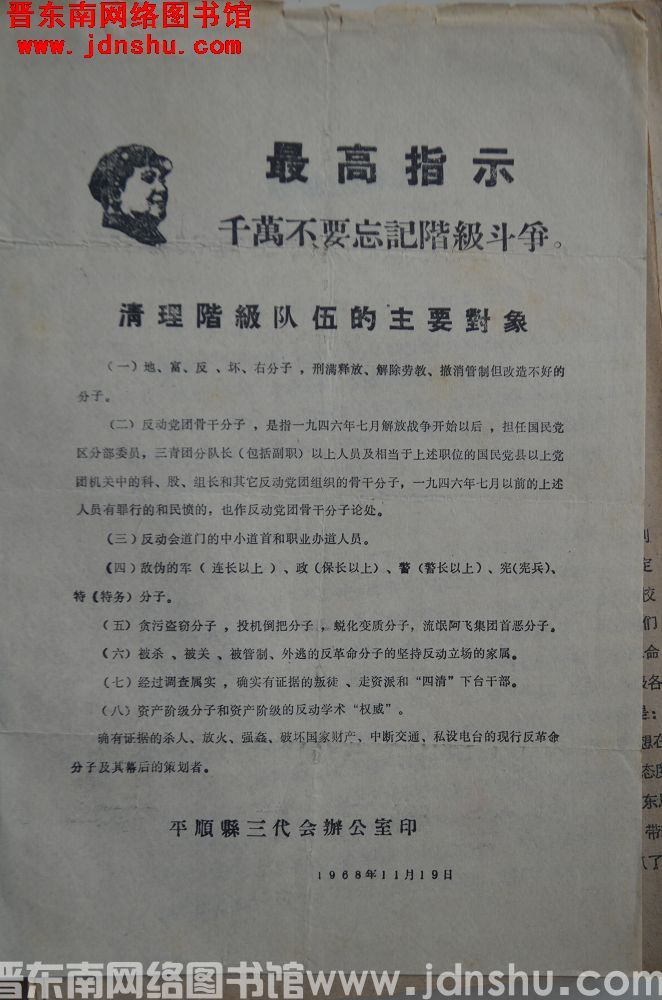 晋东南网络图书馆
www.jdnshu.com
最高指示
千萬不要忘記階級斗爭。
清理階級队伍的主要對象
(一)地、富、反、坏、右分子，刑满释放、解除劳教、撤消管制但改造不好的
分子。
(二)反动党团骨干分子，是指一九四六年七月解放战争开始以后，担任国民党
区分部委员，三青团分队长(包括副职)以上人员及相当于上述职位的国民党县以上党
团机关中的科、股、组长和其它反动党团组织的骨干分子，一九四六年七月以前的上述
人员有罪行的和民愤的，也作反动党团骨干分子论处。
(三)反动会道门的中小道首和职业办道人员。
(四)敌伪的军(连长以上)、政(保长以上)、警(警长以上)、宪(宪兵)、
特(特务)分子。
(五)贪污盗窃分子，投机倒把分子，蜕化变质分子，流氓阿飞集团首恶分子。
(六)被杀、被关、被管制、外逃的反革命分子的坚持反动立场的家属。
(七)经过调查属实，确实有证据的叛徒、走资派和“四清”下台干部。
(八)资产阶级分子和资产阶级的反动学术“权威”。
确有证据的杀人、放火、强姦、破坏国家财产、中断交通、私设电台的现行反革命
分子及其幕后的策划者。
平順縣三代会辦公室印
1968年11月19日
定
校
们
命
级各
是：
想在
态度
东
带
了
晋东南网络图书馆www.jdnshu.com